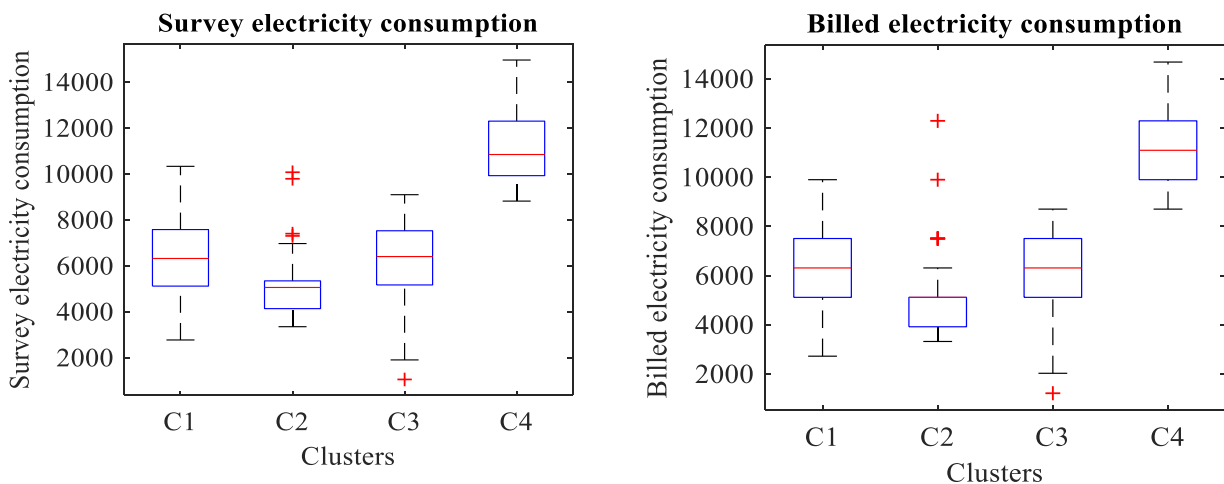 Survey electricity consumption
Survey electricity consumption
14000
12000
10000
8000
6000
4000
2000
C1 C2 C3 C4
Clusters
Billed electricity consumption
Billed electricity consumption
14000
12000
10000
8000
6000
4000
2000
C1 C2 C3 C4
Clusters